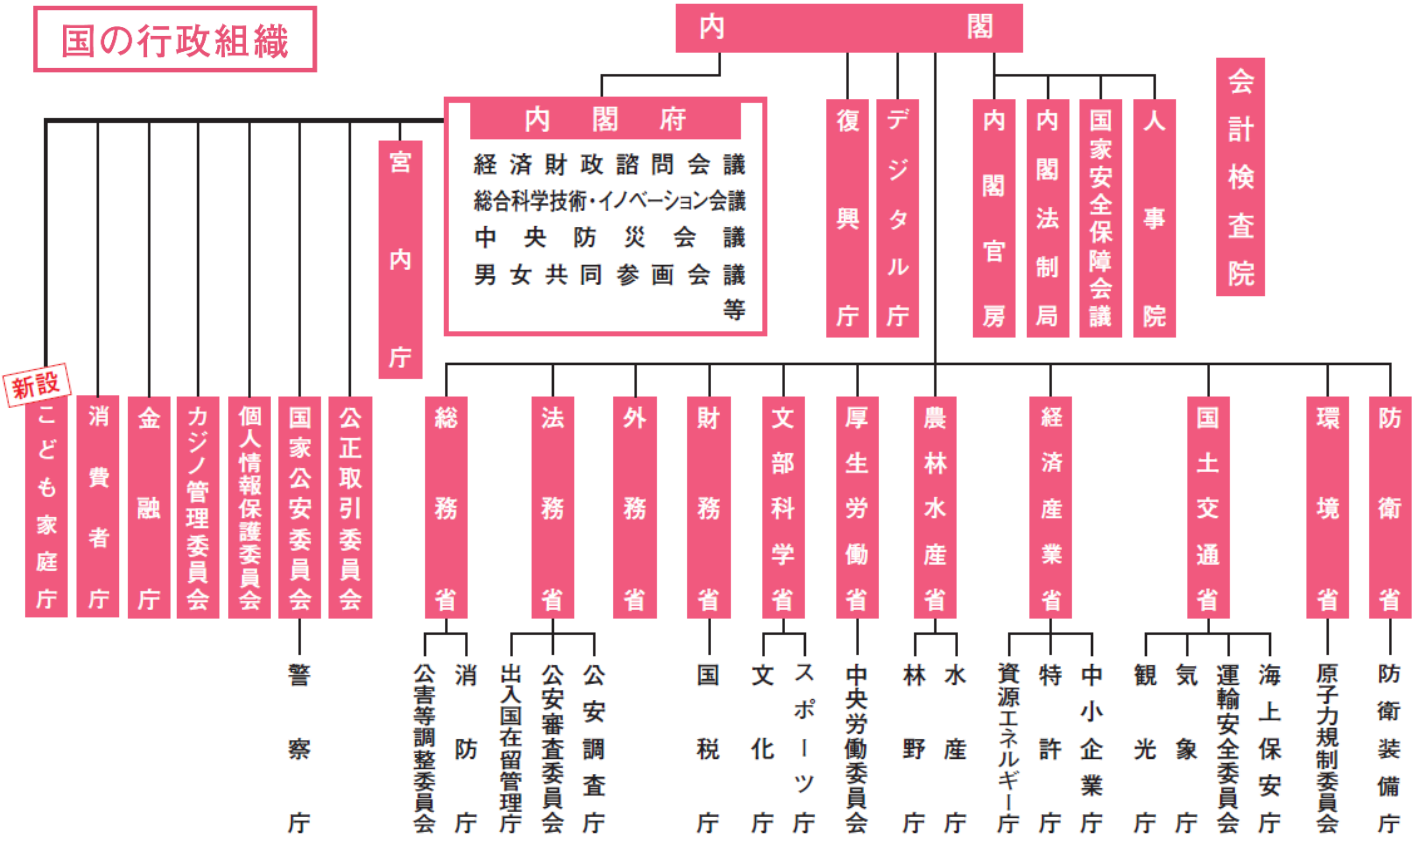 国の行政組織
内閣
会計検査院
内閣府
経済財政諮問会議
総合科学技術・イノベーション会議
中央防災会議
男女共同参画会議
等
復興庁
デジタル庁
内閣官房
内閣法制局
国家安全保障会議
人事院
宮内庁
新設
こども家庭庁
消費者庁
金融庁
カジノ管理委員会
個人情報保護委員会
国家公安委員会
公正取引委員会
総務省
法務省
外務省
財務省
文部科学省
厚生労働省
農林水産省
経済産業省
国土交通省
環境省
防衛省
警察庁
公害等調整委員会
消防庁
出入国在留管理庁
公安審査委員会
公安調査庁
国税庁
文化庁
スポーツ庁
中央労働委員会
林野庁
水産庁
資源エネルギー庁
特許庁
中小企業庁
観光庁
気象庁
運輸安全委員会
海上保安庁
原子力規制委員会
防衛装備庁